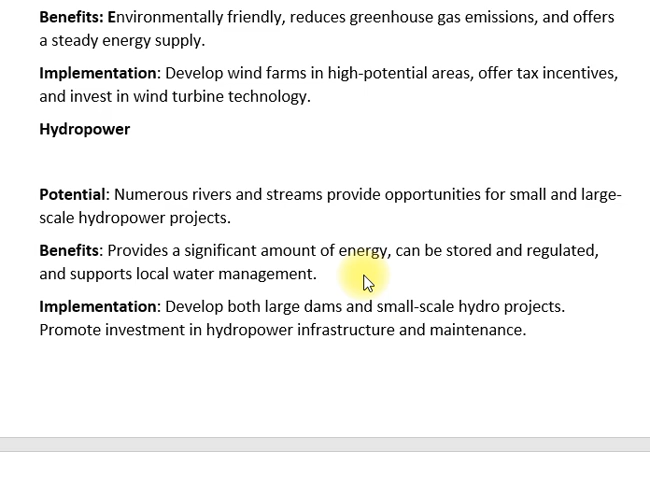 Benefits: Environmentally friendly, reduces greenhouse gas emissions, and offers
a steady energy supply.
Implementation: Develop wind farms in high-potential areas, offer tax incentives,
and invest in wind turbine technology.
Hydropower
Potential: Numerous rivers and streams provide opportunities for small and large-
scale hydropower projects.
Benefits: Provides a significant amount of energy, can be stored and regulated,
and supports local water management.
Implementation: Develop both large dams and small-scale hydro projects.
Promote investment in hydropower infrastructure and maintenance.